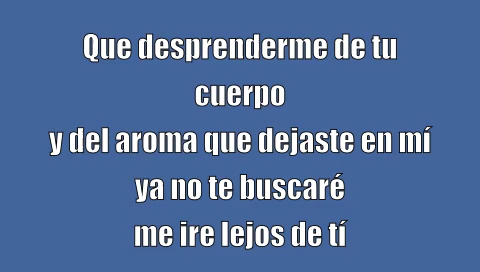 Que desprenderme de tu
cuerpo
y del aroma que dejaste en mí
ya no te buscaré
me ire lejos de tí